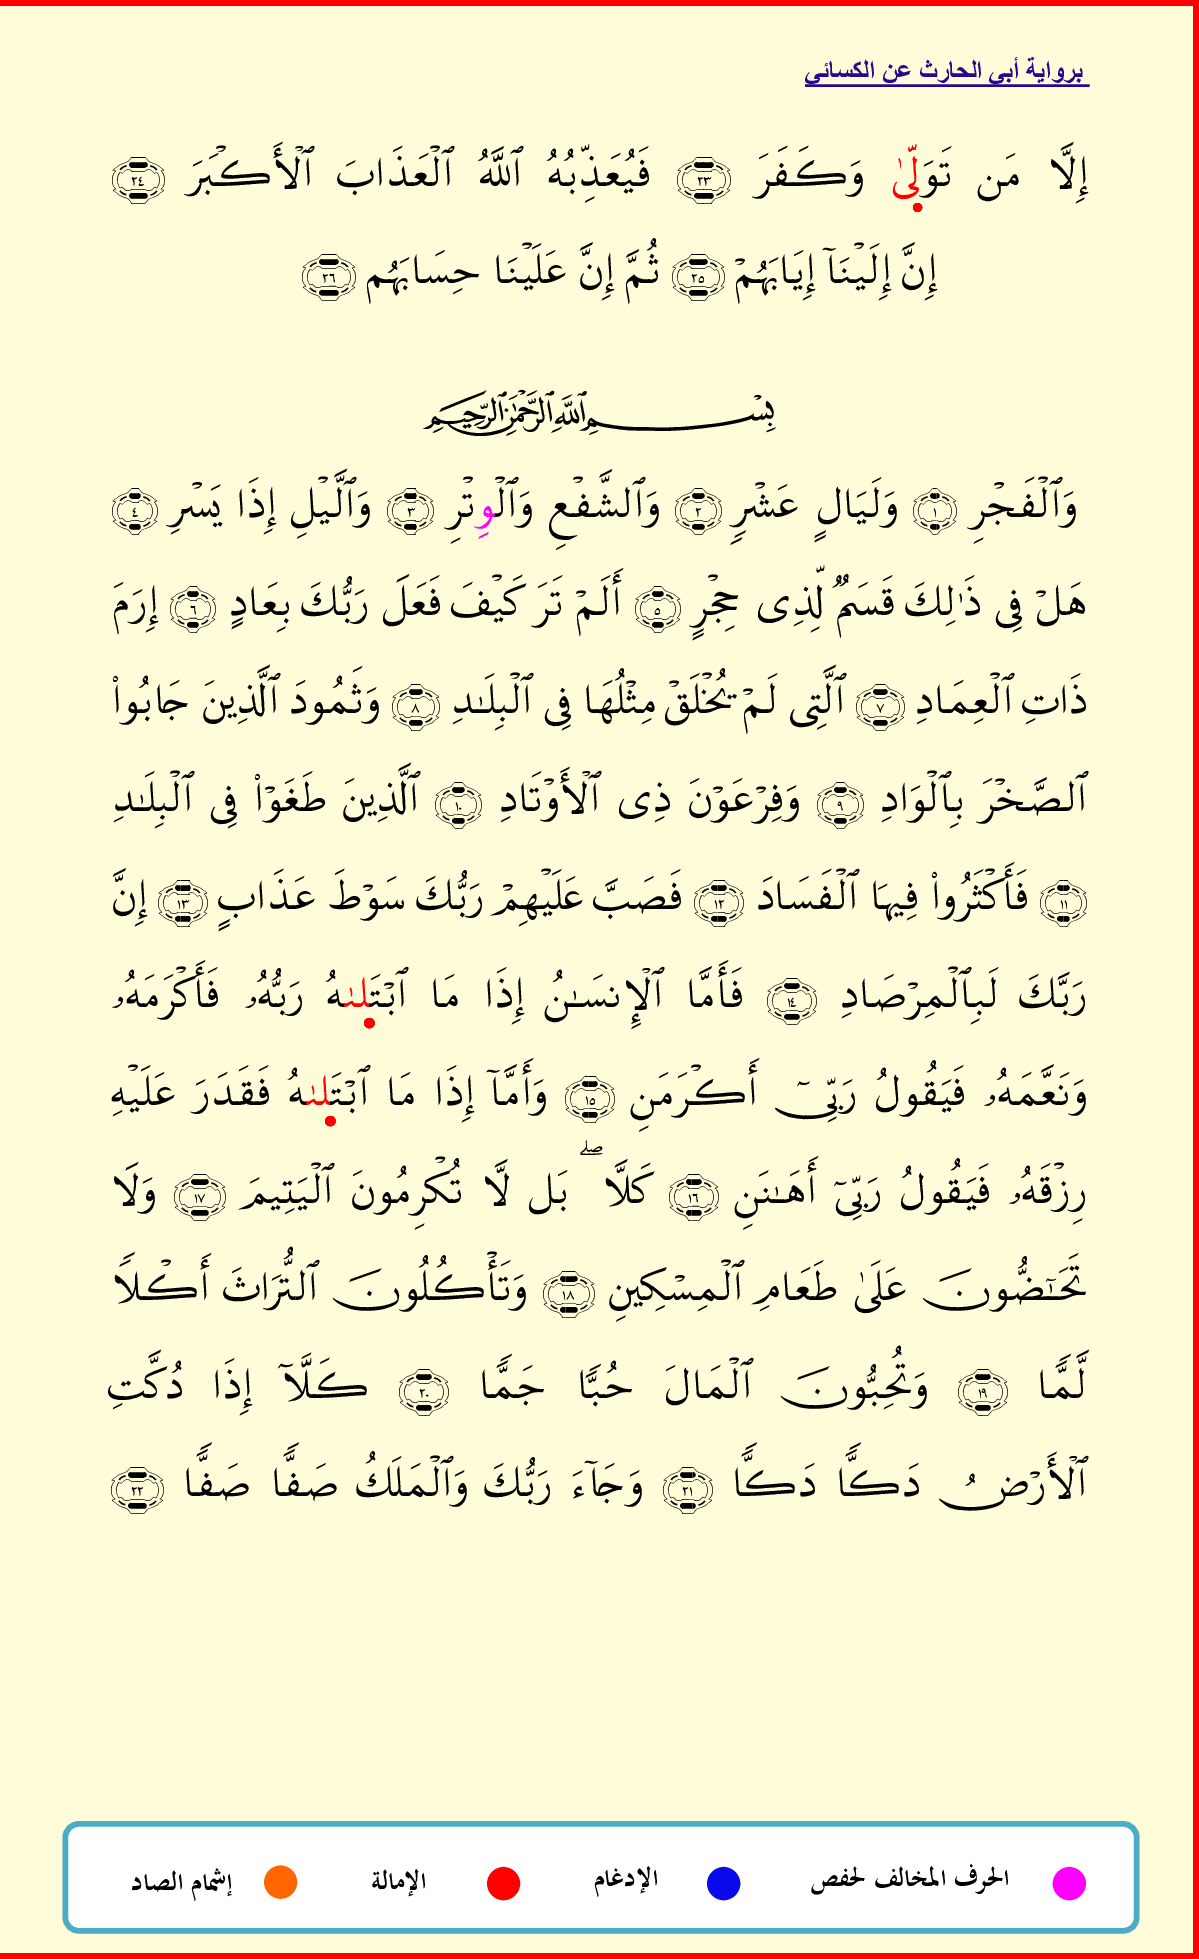 برواية أبي الحارث عن الكسائي
إِلَّا مَن تَوَلّىٰ وَكَفَرَ ٢٣ فَيُعَذِّبُهُ ٱللَّهُ ٱلْعَذَابَ ٱلْأَكْبَرَ ٢٤
إِنَّ إِلَيْنَآ إِيَابَهُمْ ٢٥ ثُمَّ إِنَّ عَلَيْنَا حِسَابَهُم ٢٦
بِسْمِ ٱللَّهِ ٱلرَّحْمَٰنِ ٱلرَّحِيمِ
وَٱلْفَجْرِ ١ وَلَيَالٍ عَشْرٍ ٢ وَٱلشَّفْعِ وَٱلْوِتْرِ ٣ وَٱلَّيْلِ إِذَا يَسْرِ ٤
هَلْ فِى ذَٰلِكَ قَسَمٌ لِّذِى حِجْرٍ ٥ أَلَمْ تَرَ كَيْفَ فَعَلَ رَبُّكَ بِعَادٍ ٦ إِرَمَ
ذَاتِ ٱلْعِمَادِ ٧ ٱلَّتِى لَمْ يُخْلَقْ مِثْلُهَا فِى ٱلْبِلَٰدِ ٨ وَثَمُودَ ٱلَّذِينَ جَابُوا۟
ٱلصَّخْرَ بِٱلْوَادِ ٩ وَفِرْعَوْنَ ذِى ٱلْأَوْتَادِ ١٠ ٱلَّذِينَ طَغَوْا۟ فِى ٱلْبِلَٰدِ
١١ فَأَكْثَرُوا۟ فِيهَا ٱلْفَسَادَ ١٢ فَصَبَّ عَلَيْهِمْ رَبُّكَ سَوْطَ عَذَابٍ ١٣ إِنَّ
رَبَّكَ لَبِٱلْمِرْصَادِ ١٤ فَأَمَّا ٱلْإِنسَٰنُ إِذَا مَا ٱبْتَلَىٰهُ رَبُّهُۥ فَأَكْرَمَهُۥ
وَنَعَّمَهُۥ فَيَقُولُ رَبِّىٓ أَكْرَمَنِ ١٥ وَأَمَّآ إِذَا مَا ٱبْتَلَىٰهُ فَقَدَرَ عَلَيْهِ
رِزْقَهُۥ فَيَقُولُ رَبِّىٓ أَهَٰنَنِ ١٦ كَلَّا ۖ بَل لَّا تُكْرِمُونَ ٱلْيَتِيمَ ١٧ وَلَا
تَحَٰٓضُّونَ عَلَىٰ طَعَامِ ٱلْمِسْكِينِ ١٨ وَتَأْكُلُونَ ٱلتُّرَاثَ أَكْلًا
لَّمًّا ١٩ وَتُحِبُّونَ ٱلْمَالَ حُبًّا جَمًّا ٢٠ كَلَّآ إِذَا دُكَّتِ
ٱلْأَرْضُ دَكًّا دَكًّا ٢١ وَجَآءَ رَبُّكَ وَٱلْمَلَكُ صَفًّا صَفًّا ٢٢
الحرف المخالف لحفص الإدغام الإمالة إشمام الصاد